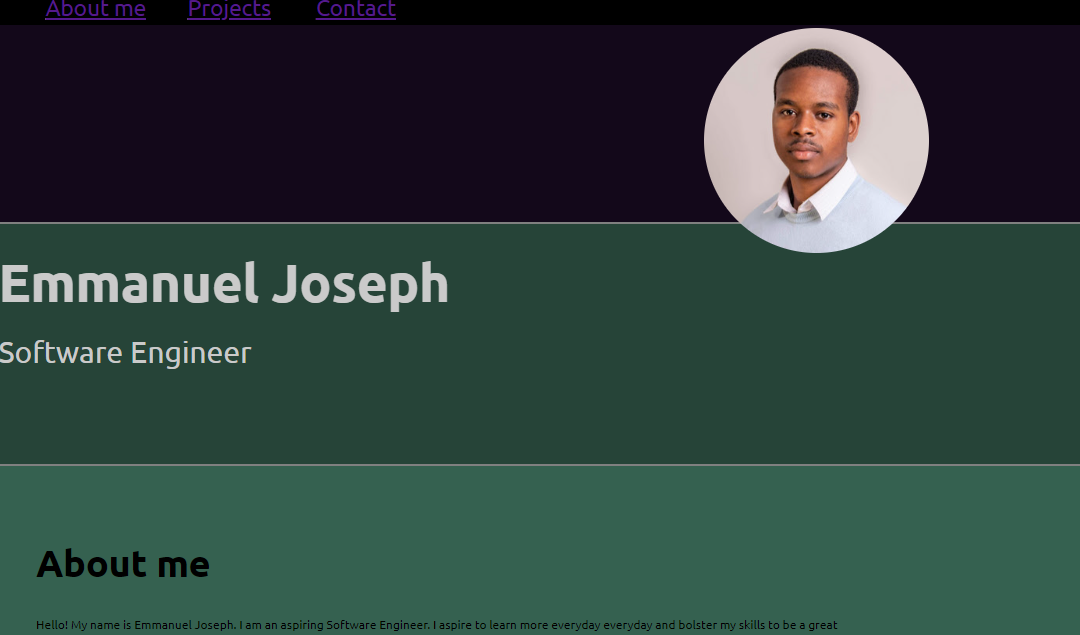 About me Projects Contact
Emmanuel Joseph
Software Engineer
About me
Hello! My name is Emmanuel Joseph. I am an aspiring Software Engineer. I aspire to learn more everyday everyday and bolster my skills to be a great